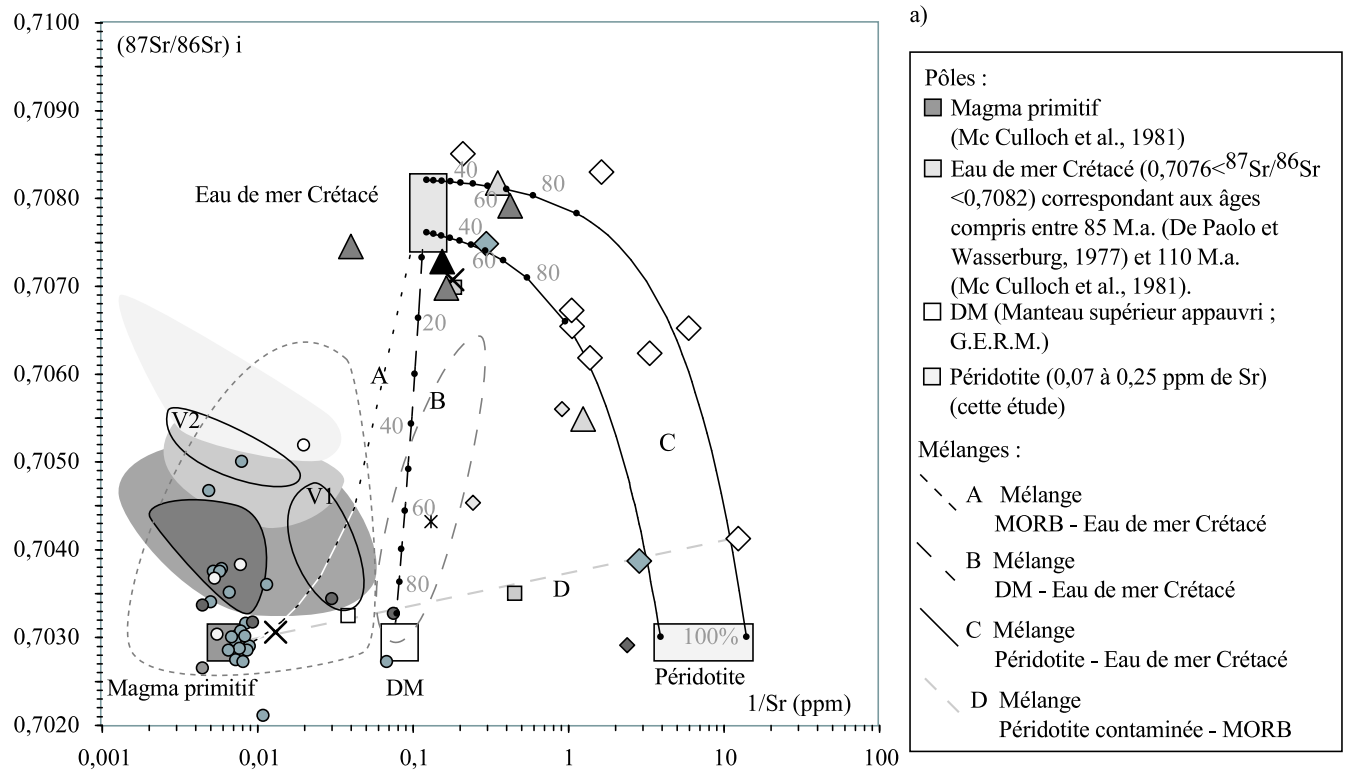 a)
0,7100
(87Sr/86Sr) i
0,7090
0,7080
0,7070
0,7060
0,7050
0,7040
0,7030
0,7020
Eau de mer Crétacé
40
60
80
40
60
80
20
40
60
80
A
B
C
D
V2
V1
100%
Magma primitif
DM
Péridotite
1/Sr (ppm)
0,001
0,01
0,1
1
10
100
Pôles :
Magma primitif
(Mc Culloch et al., 1981)
Eau de mer Crétacé (0,7076<87Sr/86Sr
<0,7082) correspondant aux âges
compris entre 85 M.a. (De Paolo et
Wasserburg, 1977) et 110 M.a.
(Mc Culloch et al., 1981).
DM (Manteau supérieur appauvri ;
G.E.R.M.)
Péridotite (0,07 à 0,25 ppm de Sr)
(cette étude)
Mélanges :
A Mélange
MORB - Eau de mer Crétacé
B Mélange
DM - Eau de mer Crétacé
C Mélange
Péridotite - Eau de mer Crétacé
D Mélange
Péridotite contaminée - MORB